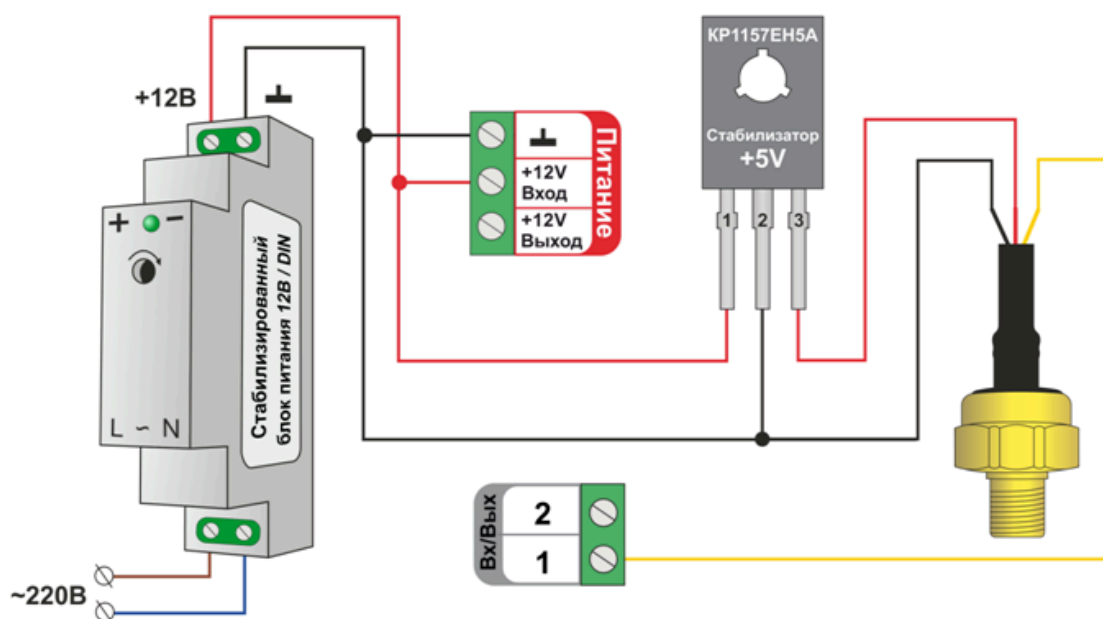 +12В
+ −
L ~ N
Стабилизированный
блок питания 12В / DIN
~220В
+12V
Вход
+12V
Выход
Питание
КР1157ЕН5А
Стабилизатор
+5V
1 2 3
Вх/Вых
2
1